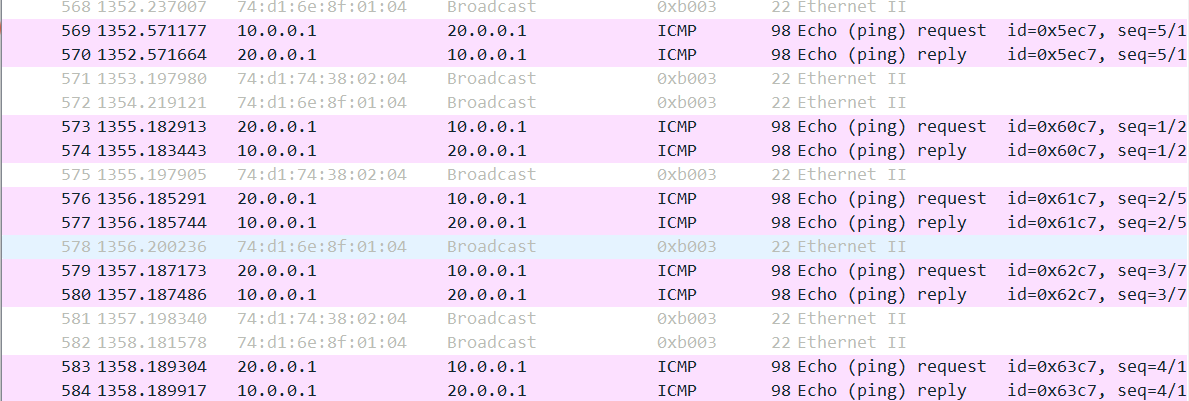 568 1352.237007 74:d1:6e:8f:01:04 Broadcast 0xb003 22 Ethernet II
569 1352.571177 10.0.0.1 20.0.0.1 ICMP 98 Echo (ping) request id=0x5ec7, seq=5/1
570 1352.571664 20.0.0.1 10.0.0.1 ICMP 98 Echo (ping) reply id=0x5ec7, seq=5/1
571 1353.197980 74:d1:74:38:02:04 Broadcast 0xb003 22 Ethernet II
572 1354.219121 74:d1:6e:8f:01:04 Broadcast 0xb003 22 Ethernet II
573 1355.182913 20.0.0.1 10.0.0.1 ICMP 98 Echo (ping) request id=0x60c7, seq=1/2
574 1355.183443 10.0.0.1 20.0.0.1 ICMP 98 Echo (ping) reply id=0x60c7, seq=1/2
575 1355.197905 74:d1:74:38:02:04 Broadcast 0xb003 22 Ethernet II
576 1356.185291 20.0.0.1 10.0.0.1 ICMP 98 Echo (ping) request id=0x61c7, seq=2/5
577 1356.185744 10.0.0.1 20.0.0.1 ICMP 98 Echo (ping) reply id=0x61c7, seq=2/5
578 1356.200236 74:d1:6e:8f:01:04 Broadcast 0xb003 22 Ethernet II
579 1357.187173 20.0.0.1 10.0.0.1 ICMP 98 Echo (ping) request id=0x62c7, seq=3/7
580 1357.187486 10.0.0.1 20.0.0.1 ICMP 98 Echo (ping) reply id=0x62c7, seq=3/7
581 1357.198340 74:d1:74:38:02:04 Broadcast 0xb003 22 Ethernet II
582 1358.181578 74:d1:6e:8f:01:04 Broadcast 0xb003 22 Ethernet II
583 1358.189304 20.0.0.1 10.0.0.1 ICMP 98 Echo (ping) request id=0x63c7, seq=4/1
584 1358.189917 10.0.0.1 20.0.0.1 ICMP 98 Echo (ping) reply id=0x63c7, seq=4/1